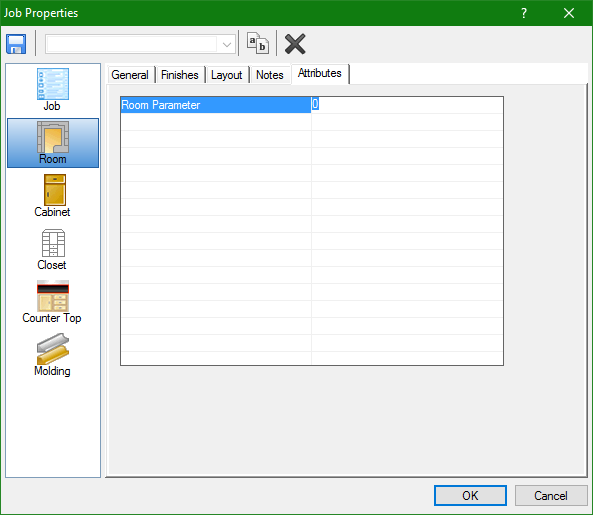 Job Properties
?
a b
General Finishes Layout Notes Attributes
Job
Room
Cabinet
Closet
Counter Top
Molding
Room Parameter 0
OK Cancel